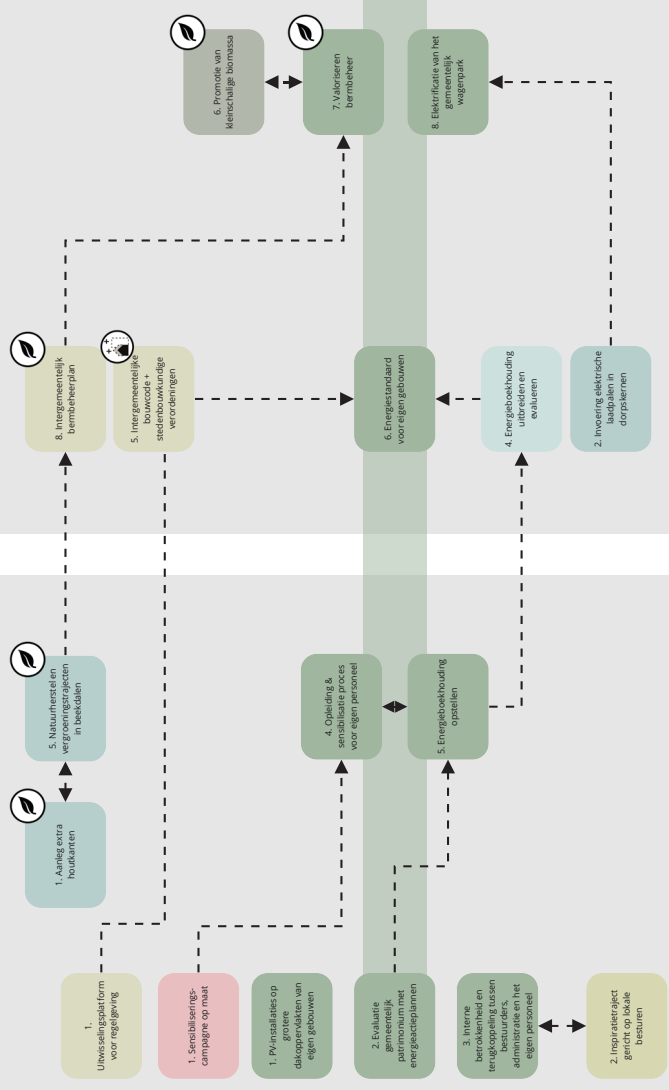 1.
Uitwisselingsplatform
voor regelgeving
1. Sensibiliserings-
campagne op maat
1. PV-installaties op
grotere
dakoppervlakten van
eigen gebouwen
2. Evaluatie
gemeentelijk
patrimonium met
energieactieplannen
3. Interne
betrokkenheid en
terugkoppeling tussen
bestuurders,
administratie en het
eigen personeel
2. Inspiratietraject
gericht op lokale
besturen
1. Aanleg extra
houtkanten
5. Natuurherstel en
vergroeningstrajecten
in beekdalen
4. Opleiding &
sensibilisatie proces
voor eigen personeel
5. Energieboekhouding
opstellen
8. Intergemeentelijk
bermbeheerplan
5. Intergemeentelijke
bouwcode +
stedenbouwkundige
verordeningen
6. Energiestandaard
voor eigen gebouwen
4. Energieboekhouding
uitbreiden en
evalueren
2. Invoering elektrische
laadpalen in
dorpskernen
6. Promotie van
kleinschalige biomassa
7. Valoriseren
bermbeheer
8. Elektrificatie van het
gemeentelijk
wagenpark